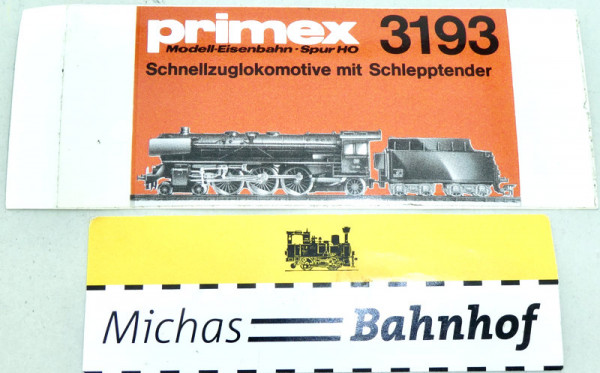 primex 3193
Modell-Eisenbahn · Spur HO
Schnellzuglokomotive mit Schlepptender
Michas Bahnhof